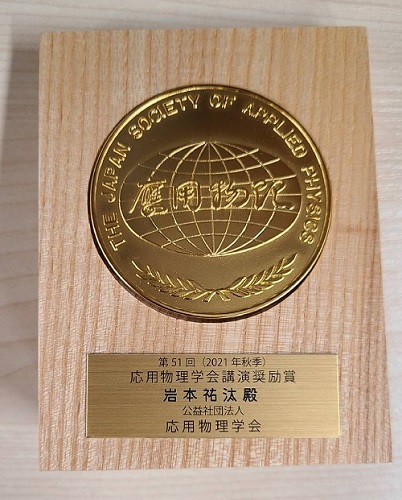 THE JAPAN SOCIETY OF APPLIED PHYSICS
應用物理
第51回（2021年秋季）
応用物理学会講演奨励賞
岩本祐汰 殿
公益社団法人
応用物理学会